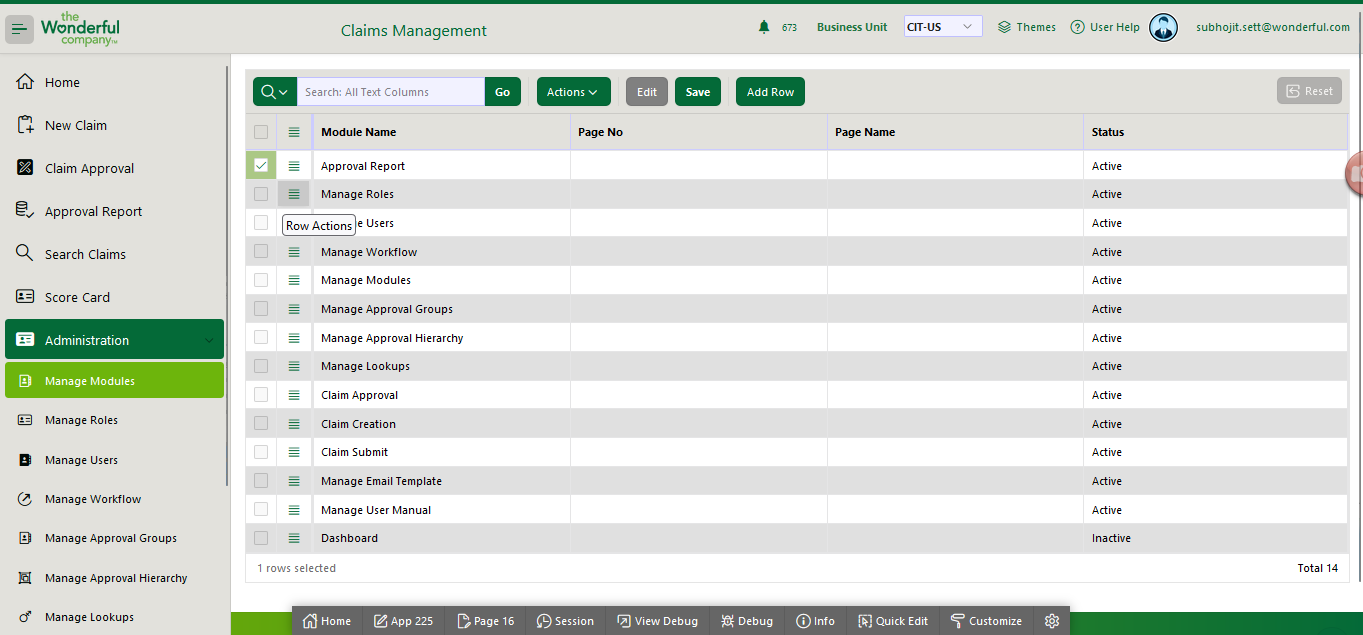 the
Wonderful
company™
Claims Management
673
Business Unit
CIT-US
Themes
User Help
subhojit.sett@wonderful.com
Home
New Claim
Claim Approval
Approval Report
Search Claims
Score Card
Administration
Manage Modules
Manage Roles
Manage Users
Manage Workflow
Manage Approval Groups
Manage Approval Hierarchy
Manage Lookups
Search: All Text Columns
Go
Actions
Edit
Save
Add Row
Reset
Module Name Page No Page Name Status
Approval Report Active
Manage Roles Active
Row Actions
e Users Active
Manage Workflow Active
Manage Modules Active
Manage Approval Groups Active
Manage Approval Hierarchy Active
Manage Lookups Active
Claim Approval Active
Claim Creation Active
Claim Submit Active
Manage Email Template Active
Manage User Manual Active
Dashboard Inactive
1 rows selected
Total 14
Home
App 225
Page 16
Session
View Debug
Debug
Info
Quick Edit
Customize